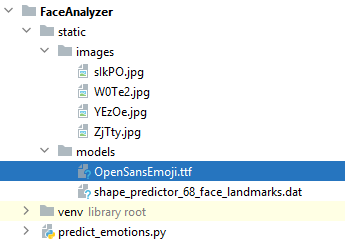 FaceAnalyzer
static
images
slkPO.jpg
W0Te2.jpg
YEzOe.jpg
ZjTty.jpg
models
OpenSansEmoji.ttf
shape_predictor_68_face_landmarks.dat
venv library root
predict_emotions.py